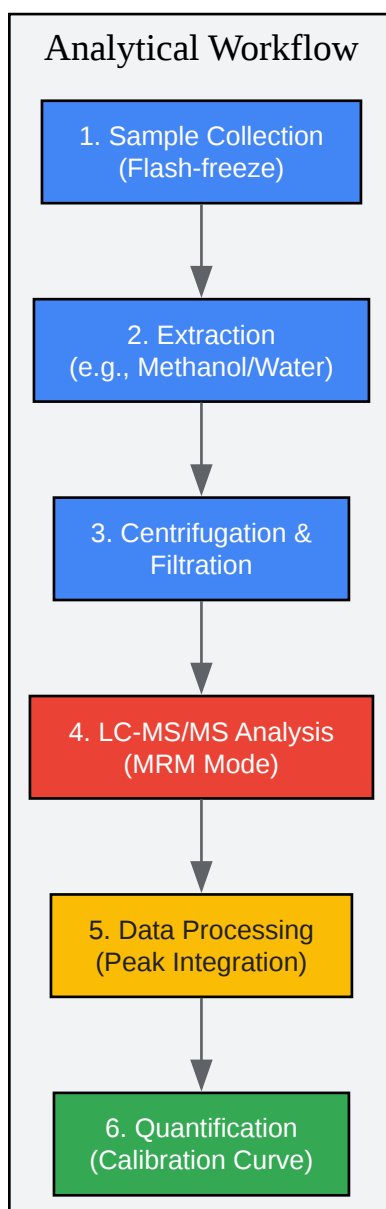 Analytical Workflow
1. Sample Collection
(Flash-freeze)
2. Extraction
(e.g., Methanol/Water)
3. Centrifugation &
Filtration
4. LC-MS/MS Analysis
(MRM Mode)
5. Data Processing
(Peak Integration)
6. Quantification
(Calibration Curve)